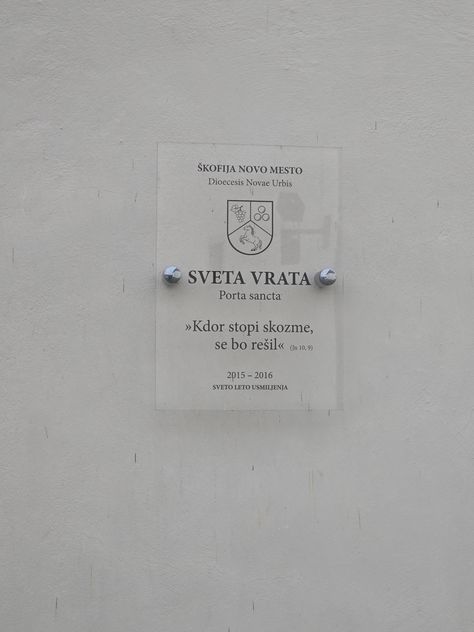 ŠKOFIJA NOVO MESTO
Dioecesis Novae Urbis
SVETA VRATA
Porta sancta
»Kdor stopi skozme,
se bo rešil« (Jn 10, 9)
2015 – 2016
SVETO LETO USMILJENJA